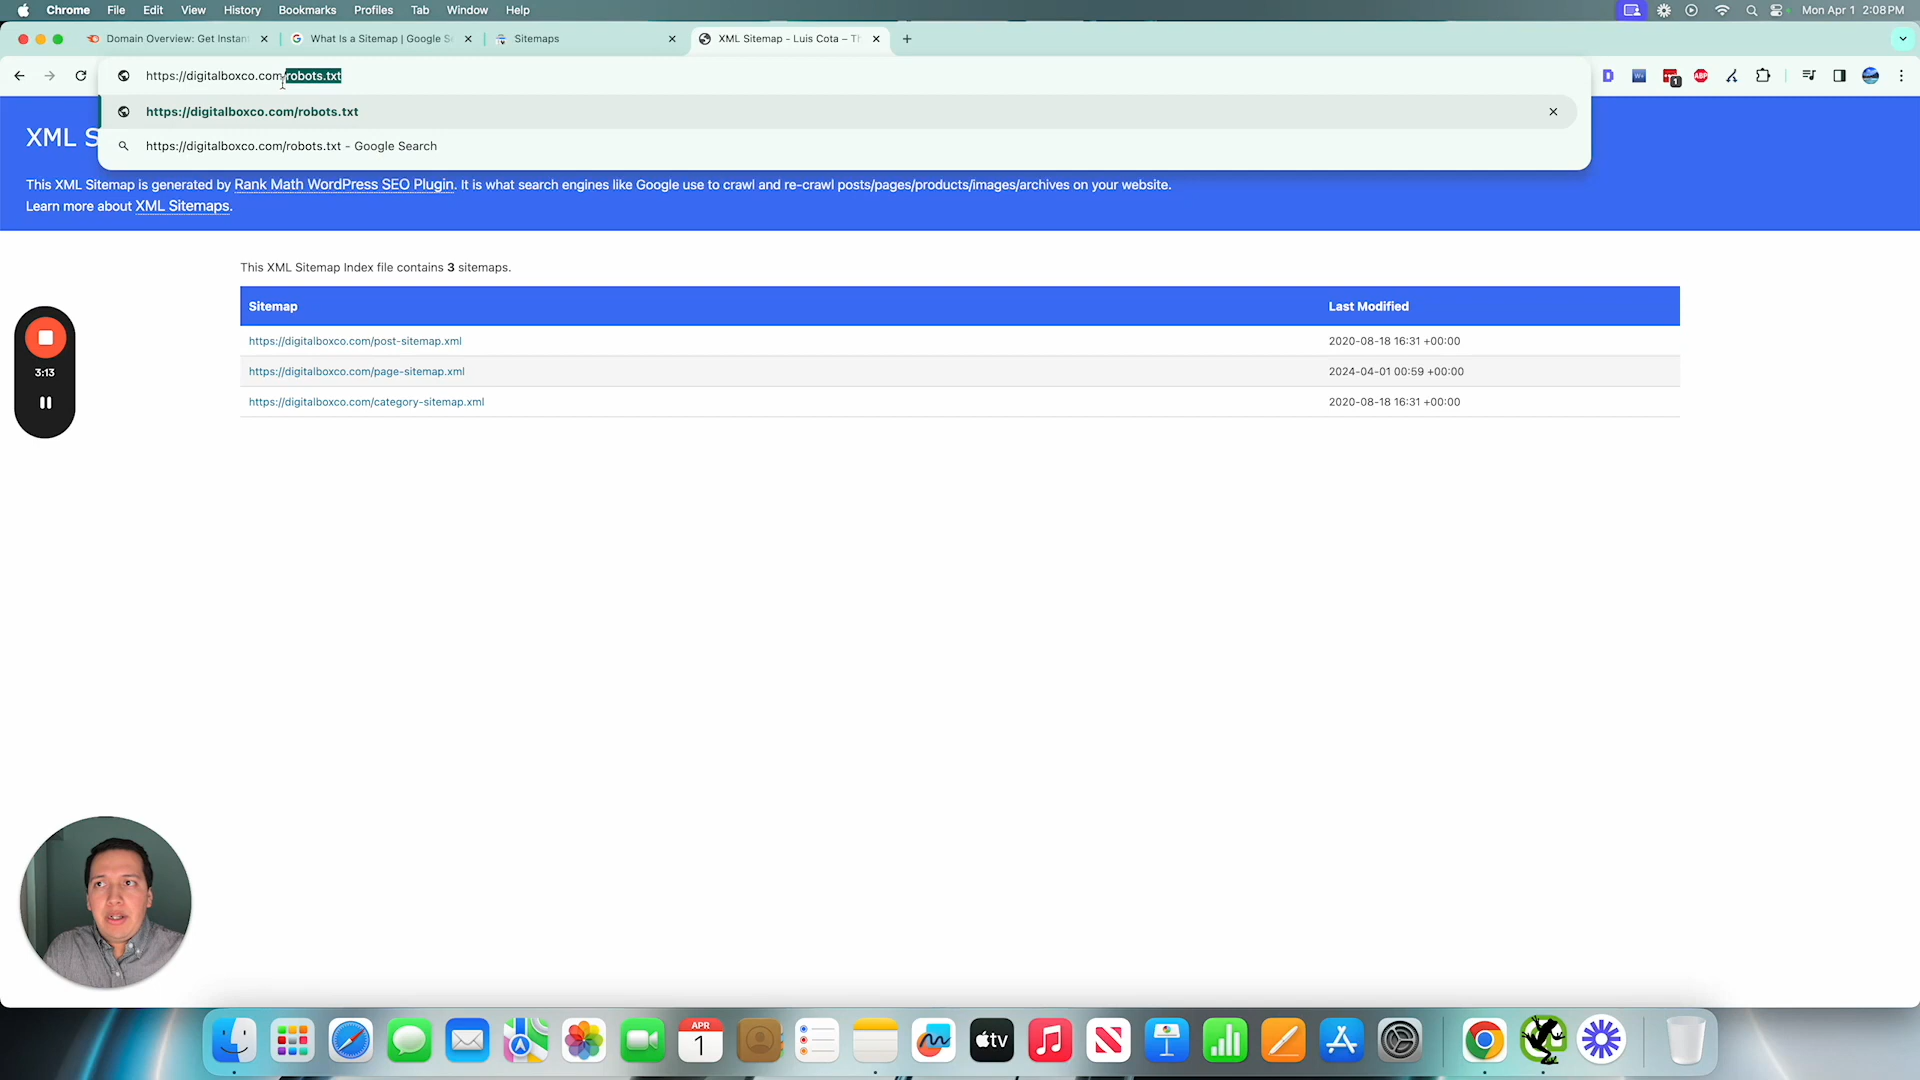 Chrome File Edit View History Bookmarks Profiles Tab Window Help Mon Apr 1 2:08 PM
Domain Overview: Get Instan What Is a Sitemap | Google S Sitemaps XML Sitemap - Luis Cota – Th
https://digitalboxco.com/robots.txt
https://digitalboxco.com/robots.txt
https://digitalboxco.com/robots.txt - Google Search
XML S
This XML Sitemap is generated by Rank Math WordPress SEO Plugin. It is what search engines like Google use to crawl and re-crawl posts/pages/products/images/archives on your website.
Learn more about XML Sitemaps.
This XML Sitemap Index file contains 3 sitemaps.
Sitemap Last Modified
https://digitalboxco.com/post-sitemap.xml 2020-08-18 16:31 +00:00
https://digitalboxco.com/page-sitemap.xml 2024-04-01 00:59 +00:00
https://digitalboxco.com/category-sitemap.xml 2020-08-18 16:31 +00:00
3:13
APR
1
tv
ABP
1
D